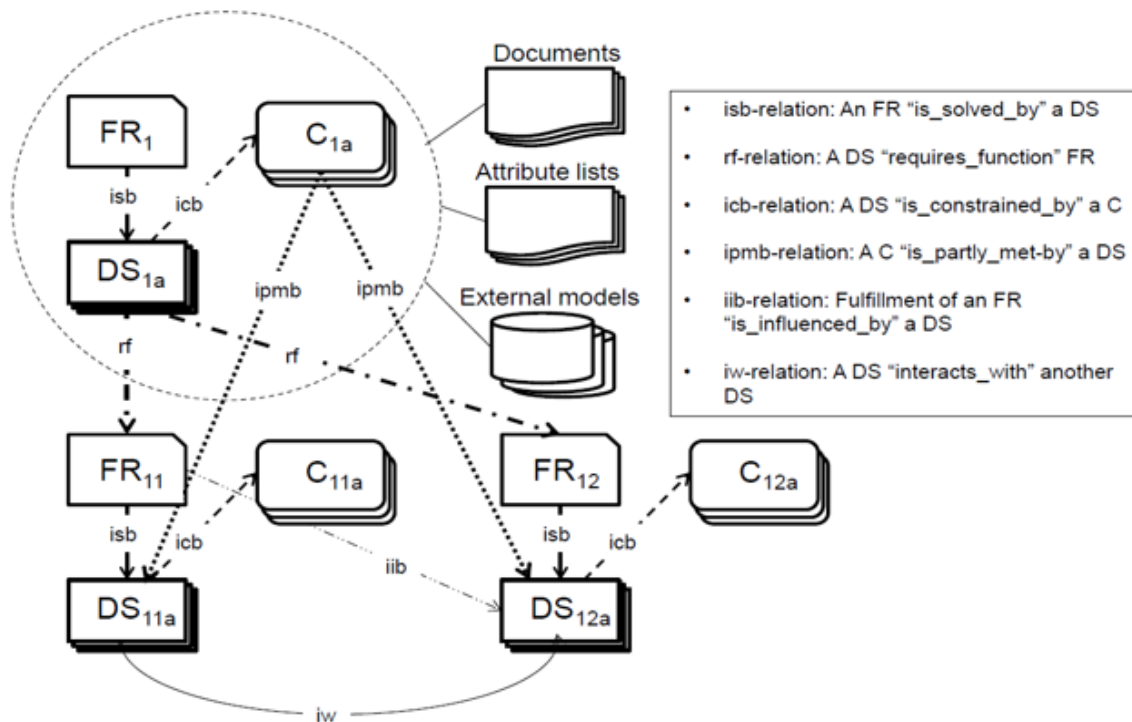 Documents
FR1
C1a
isb
icb
Attribute lists
DS1a
ipmb
ipmb
External models
rf
rf
FR11
C11a
FR12
C12a
isb
icb
isb
icb
iib
DS11a
DS12a
iw
• isb-relation: An FR “is_solved_by” a DS
• rf-relation: A DS “requires_function” FR
• icb-relation: A DS “is_constrained_by” a C
• ipmb-relation: A C “is_partly_met-by” a DS
• iib-relation: Fulfillment of an FR
“is_influenced_by” a DS
• iw-relation: A DS “interacts_with” another
DS